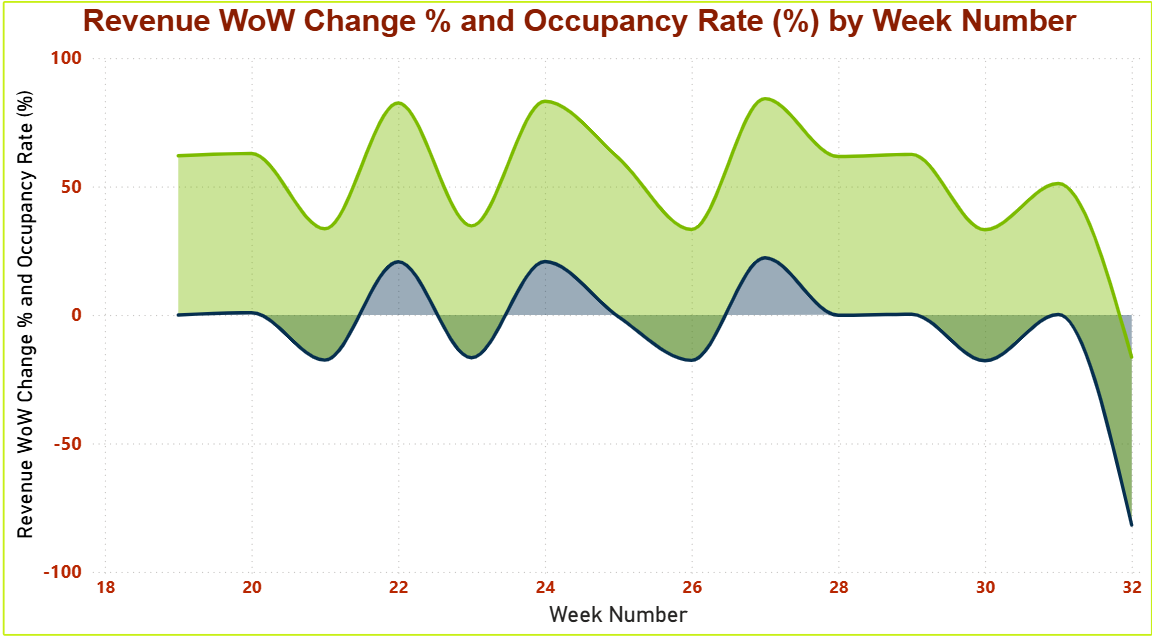 Revenue WoW Change % and Occupancy Rate (%) by Week Number
Revenue WoW Change % and Occupancy Rate (%)
100
50
0
-50
-100
18 20 22 24 26 28 30 32
Week Number